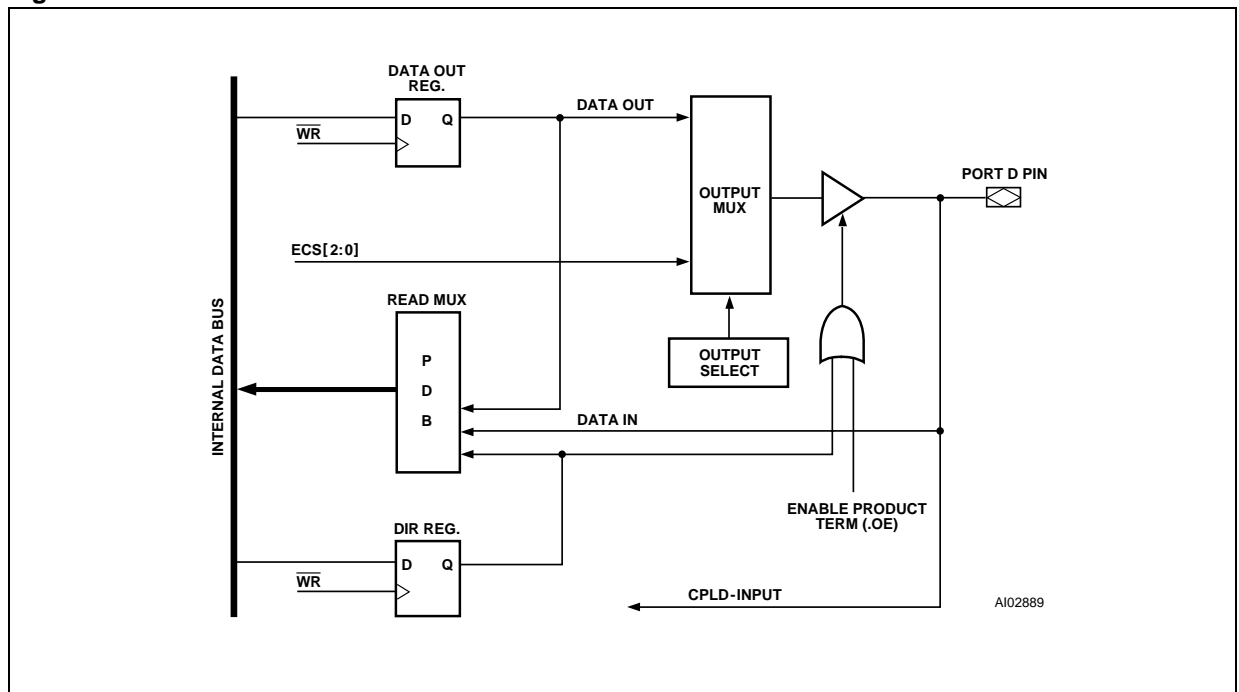 DATA OUT
REG.
D Q
WR
DATA OUT
OUTPUT
MUX
PORT D PIN
ECS[2:0]
READ MUX
P
D
B
OUTPUT
SELECT
INTERNAL DATA BUS
DATA IN
ENABLE PRODUCT
TERM (.OE)
DIR REG.
D Q
WR
CPLD-INPUT
AI02889